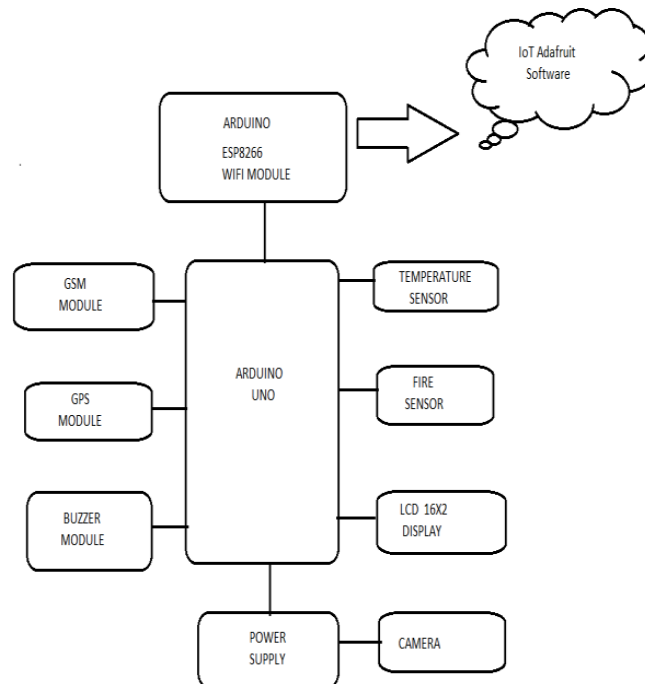 IoT Adafruit
Software
ARDUINO
ESP8266
WIFI MODULE
GSM
MODULE
TEMPERATURE
SENSOR
ARDUINO
UNO
GPS
MODULE
FIRE
SENSOR
BUZZER
MODULE
LCD 16X2
DISPLAY
POWER
SUPPLY
CAMERA